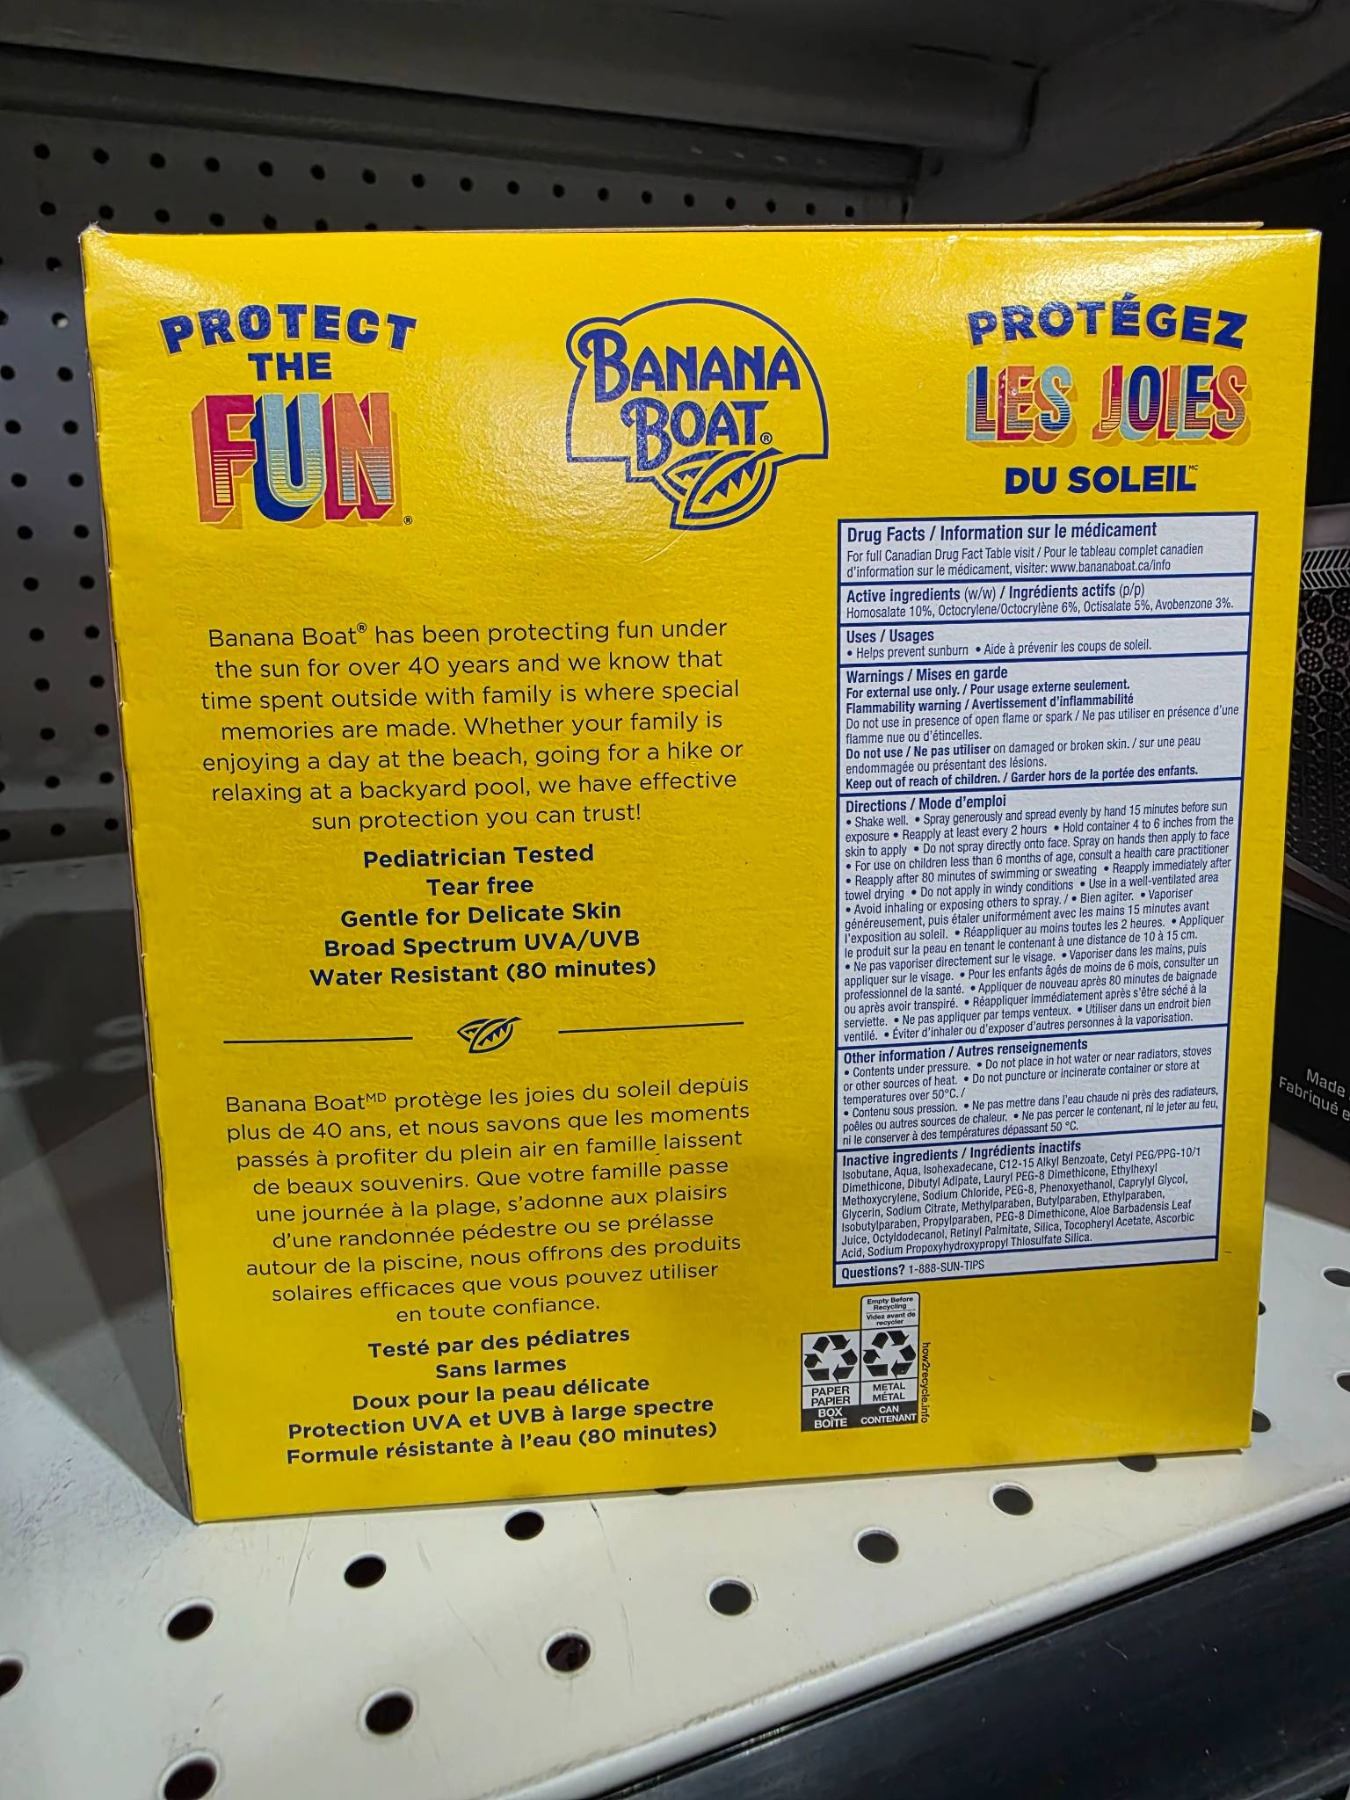 PROTECT
THE
FUN®
BANANA
BOAT®
PROTÉGEZ
LES JOIES
DU SOLEIL MC
Banana Boat® has been protecting fun under
the sun for over 40 years and we know that
time spent outside with family is where special
memories are made. Whether your family is
enjoying a day at the beach, going for a hike or
relaxing at a backyard pool, we have effective
sun protection you can trust!
Pediatrician Tested
Tear free
Gentle for Delicate Skin
Broad Spectrum UVA/UVB
Water Resistant (80 minutes)
Banana Boat MD protège les joies du soleil depuis
plus de 40 ans, et nous savons que les moments
passés à profiter du plein air en famille laissent
de beaux souvenirs. Que votre famille passe
une journée à la plage, s'adonne aux plaisirs
d'une randonnée pédestre ou se prélasse
autour de la piscine, nous offrons des produits
solaires efficaces que vous pouvez utiliser
en toute confiance.
Testé par des pédiatres
Sans larmes
Doux pour la peau délicate
Protection UVA et UVB à large spectre
Formule résistante à l'eau (80 minutes)
Drug Facts / Information sur le médicament
For full Canadian Drug Fact Table visit / Pour le tableau complet canadien
d'information sur le médicament, visiter: www.bananaboat.ca/info
Active ingredients (w/w) / Ingrédients actifs (p/p)
Homosalate 10%, Octocrylene/Octocrylène 6%, Octisalate 5%, Avobenzone 3%.
Uses / Usages
• Helps prevent sunburn • Aide à prévenir les coups de soleil.
Warnings / Mises en garde
For external use only. / Pour usage externe seulement.
Flammability warning / Avertissement d'inflammabilité
Do not use in presence of open flame or spark / Ne pas utiliser en présence d'une
flamme nue ou d'étincelles.
Do not use / Ne pas utiliser on damaged or broken skin. / sur une peau
endommagée ou présentant des lésions.
Keep out of reach of children. / Garder hors de la portée des enfants.
Directions / Mode d'emploi
• Shake well. • Spray generously and spread evenly by hand 15 minutes before sun
exposure • Reapply at least every 2 hours • Hold container 4 to 6 inches from the
skin to apply • Do not spray directly onto face. Spray on hands then apply to face
• For use on children less than 6 months of age, consult a health care practitioner
• Reapply after 80 minutes of swimming or sweating • Reapply immediately after
towel drying • Do not apply in windy conditions • Use in a well-ventilated area
• Avoid inhaling or exposing others to spray. / • Bien agiter. • Vaporiser
généreusement, puis étaler uniformément avec les mains 15 minutes avant
l'exposition au soleil. • Réappliquer au moins toutes les 2 heures. • Appliquer
le produit sur la peau en tenant le contenant à une distance de 10 à 15 cm.
• Ne pas vaporiser directement sur le visage. • Vaporiser dans les mains, puis
appliquer sur le visage. • Pour les enfants âgés de moins de 6 mois, consulter un
professionnel de la santé. • Appliquer de nouveau après 80 minutes de baignade
ou après avoir transpiré. • Réappliquer immédiatement après s'être séché à la
serviette. • Ne pas appliquer par temps venteux. • Utiliser dans un endroit bien
ventilé. • Éviter d'inhaler ou d'exposer d'autres personnes à la vaporisation.
Other information / Autres renseignements
• Contents under pressure. • Do not place in hot water or near radiators, stoves
or other sources of heat. • Do not puncture or incinerate container or store at
temperatures over 50°C. /
• Contenu sous pression. • Ne pas mettre dans l'eau chaude ni près des radiateurs,
poêles ou autres sources de chaleur. • Ne pas percer le contenant, ni le jeter au feu,
ni le conserver à des températures dépassant 50 °C.
Inactive ingredients / Ingrédients inactifs
Isobutane, Aqua, Isohexadecane, C12-15 Alkyl Benzoate, Cetyl PEG/PPG-10/1
Dimethicone, Dibutyl Adipate, Lauryl PEG-8 Dimethicone, Ethylhexyl
Methoxycrylene, Sodium Chloride, PEG-8, Phenoxyethanol, Caprylyl Glycol,
Glycerin, Sodium Citrate, Methylparaben, Butylparaben, Ethylparaben,
Isobutylparaben, Propylparaben, PEG-8 Dimethicone, Aloe Barbadensis Leaf
Juice, Octyldodecanol, Retinyl Palmitate, Silica, Tocopheryl Acetate, Ascorbic
Acid, Sodium Propoxyhydroxypropyl Thiosulfate Silica.
Questions? 1-888-SUN-TIPS
Empty Before
Recycling
Videz avant de
recycler
PAPER
PAPIER
BOX
BOÎTE
METAL
MÉTAL
CAN
CONTENANT
how2recycle.info
Made
Fabriqué